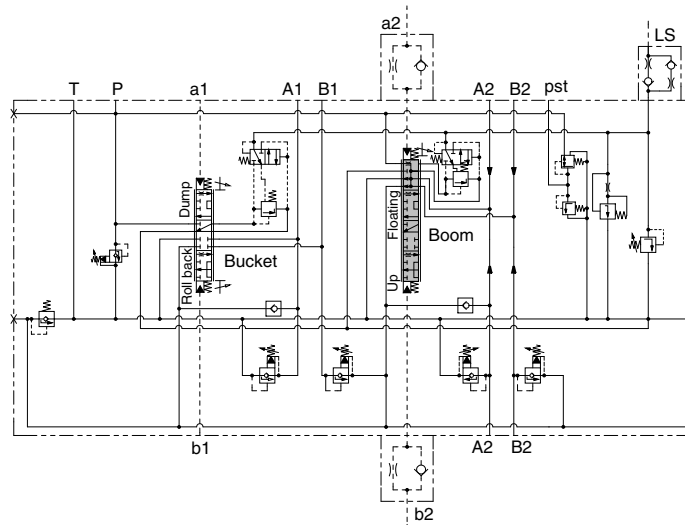 a2
LS
T P a1 A1 B1 A2 B2 pst
Dump
Floating
Boom
Bucket
Roll back
Up
b1
A2 B2
b2